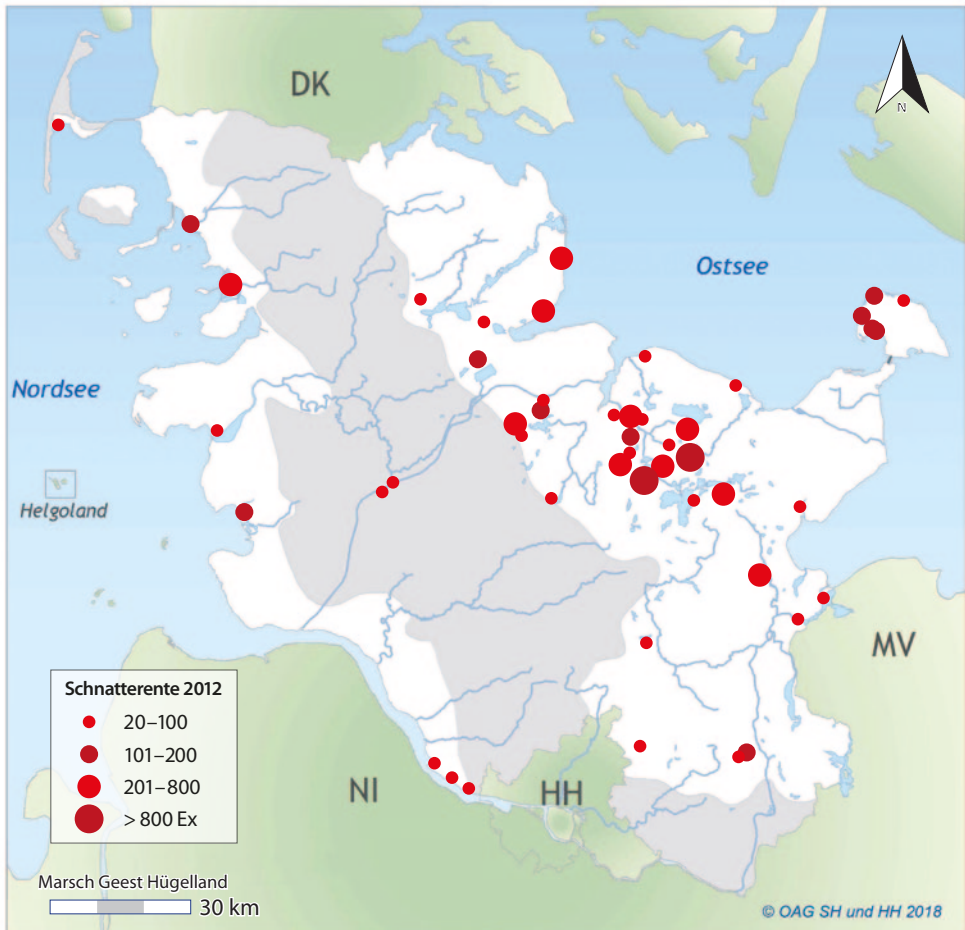 DK
N
Ostsee
Nordsee
Helgoland
MV
Schnatterente 2012
20–100
101–200
201–800
> 800 Ex
NI
HH
Marsch Geest Hügelland
30 km
© OAG SH und HH 2018